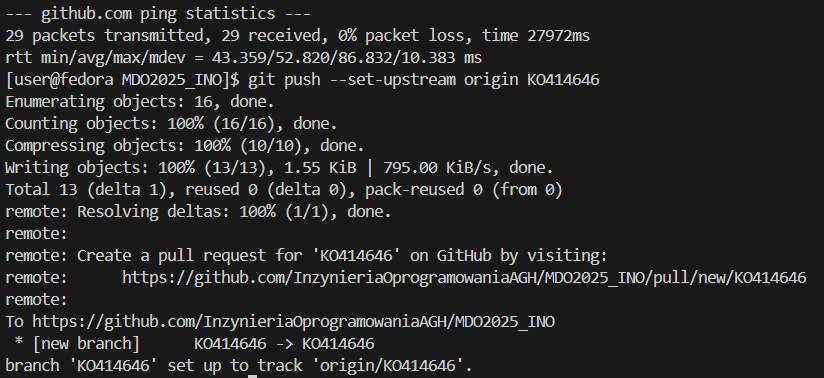 --- github.com ping statistics ---
29 packets transmitted, 29 received, 0% packet loss, time 27972ms
rtt min/avg/max/mdev = 43.359/52.820/86.832/10.383 ms
[user@fedora MDO2025_INO]$ git push --set-upstream origin KO414646
Enumerating objects: 16, done.
Counting objects: 100% (16/16), done.
Compressing objects: 100% (10/10), done.
Writing objects: 100% (13/13), 1.55 KiB | 795.00 KiB/s, done.
Total 13 (delta 1), reused 0 (delta 0), pack-reused 0 (from 0)
remote: Resolving deltas: 100% (1/1), done.
remote:
remote: Create a pull request for 'KO414646' on GitHub by visiting:
remote:      https://github.com/InzynieriaOprogramowaniaAGH/MDO2025_INO/pull/new/KO414646
remote:
To https://github.com/InzynieriaOprogramowaniaAGH/MDO2025_INO
 * [new branch]      KO414646 -> KO414646
branch 'KO414646' set up to track 'origin/KO414646'.